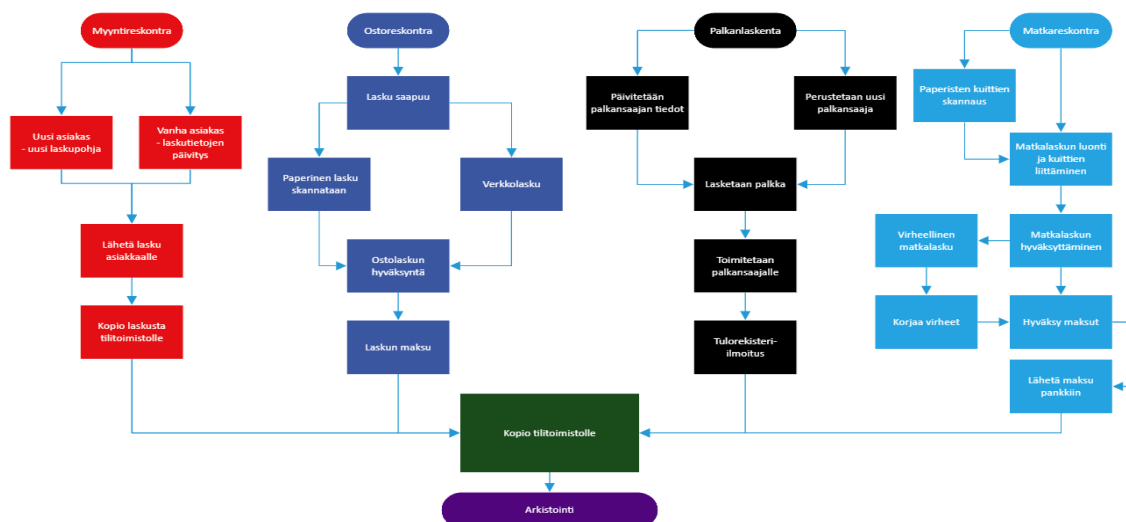 Myyntireskontra
Uusi asiakas
- uusi laskupohja
Vanha asiakas
- laskutietojen
päivitys
Lähetä lasku
asiakkaalle
Kopio laskusta
tilitoimistolle
Ostoreskontra
Lasku saapuu
Paperinen lasku
skannataan
Verkkolasku
Ostolaskun
hyväksyntä
Laskun maksu
Palkanlaskenta
Päivitetään
palkansaajan tiedot
Perustetaan uusi
palkansaaja
Lasketaan palkka
Toimitetaan
palkansaajalle
Tulorekisteri-
ilmoitus
Matkareskontra
Paperisten kuittien
skannaus
Matkalaskun luonti
ja kuittien
liittäminen
Virheellinen
matkalasku
Matkalaskun
hyväksyttäminen
Korjaa virheet
Hyväksy maksut
Lähetä maksu
pankkiin
Kopio tilitoimistolle
Arkistointi